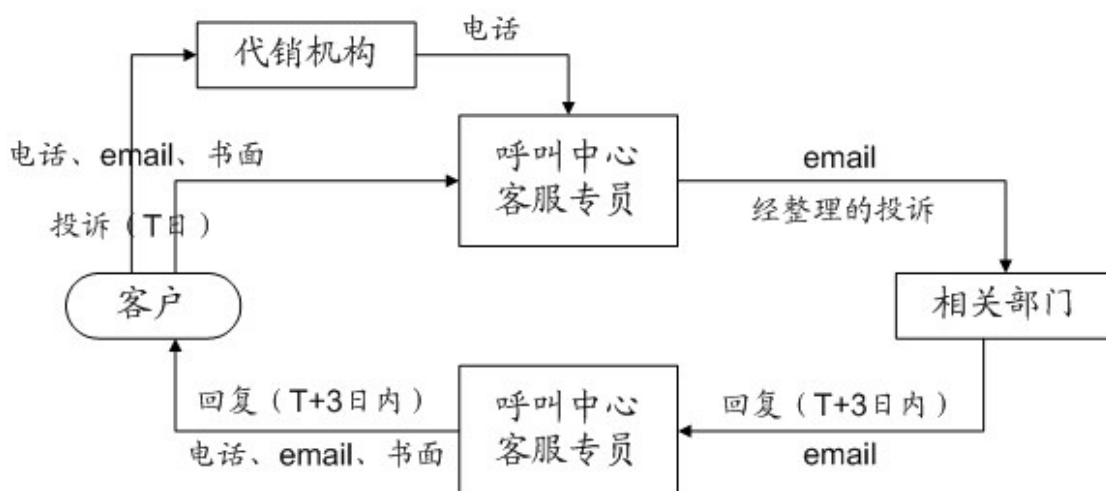 代销机构
电话
电话、email、书面
投诉（T日）
呼叫中心
客服专员
email
经整理的投诉
客户
相关部门
回复（T+3日内）
电话、email、书面
呼叫中心
客服专员
回复（T+3日内）
email